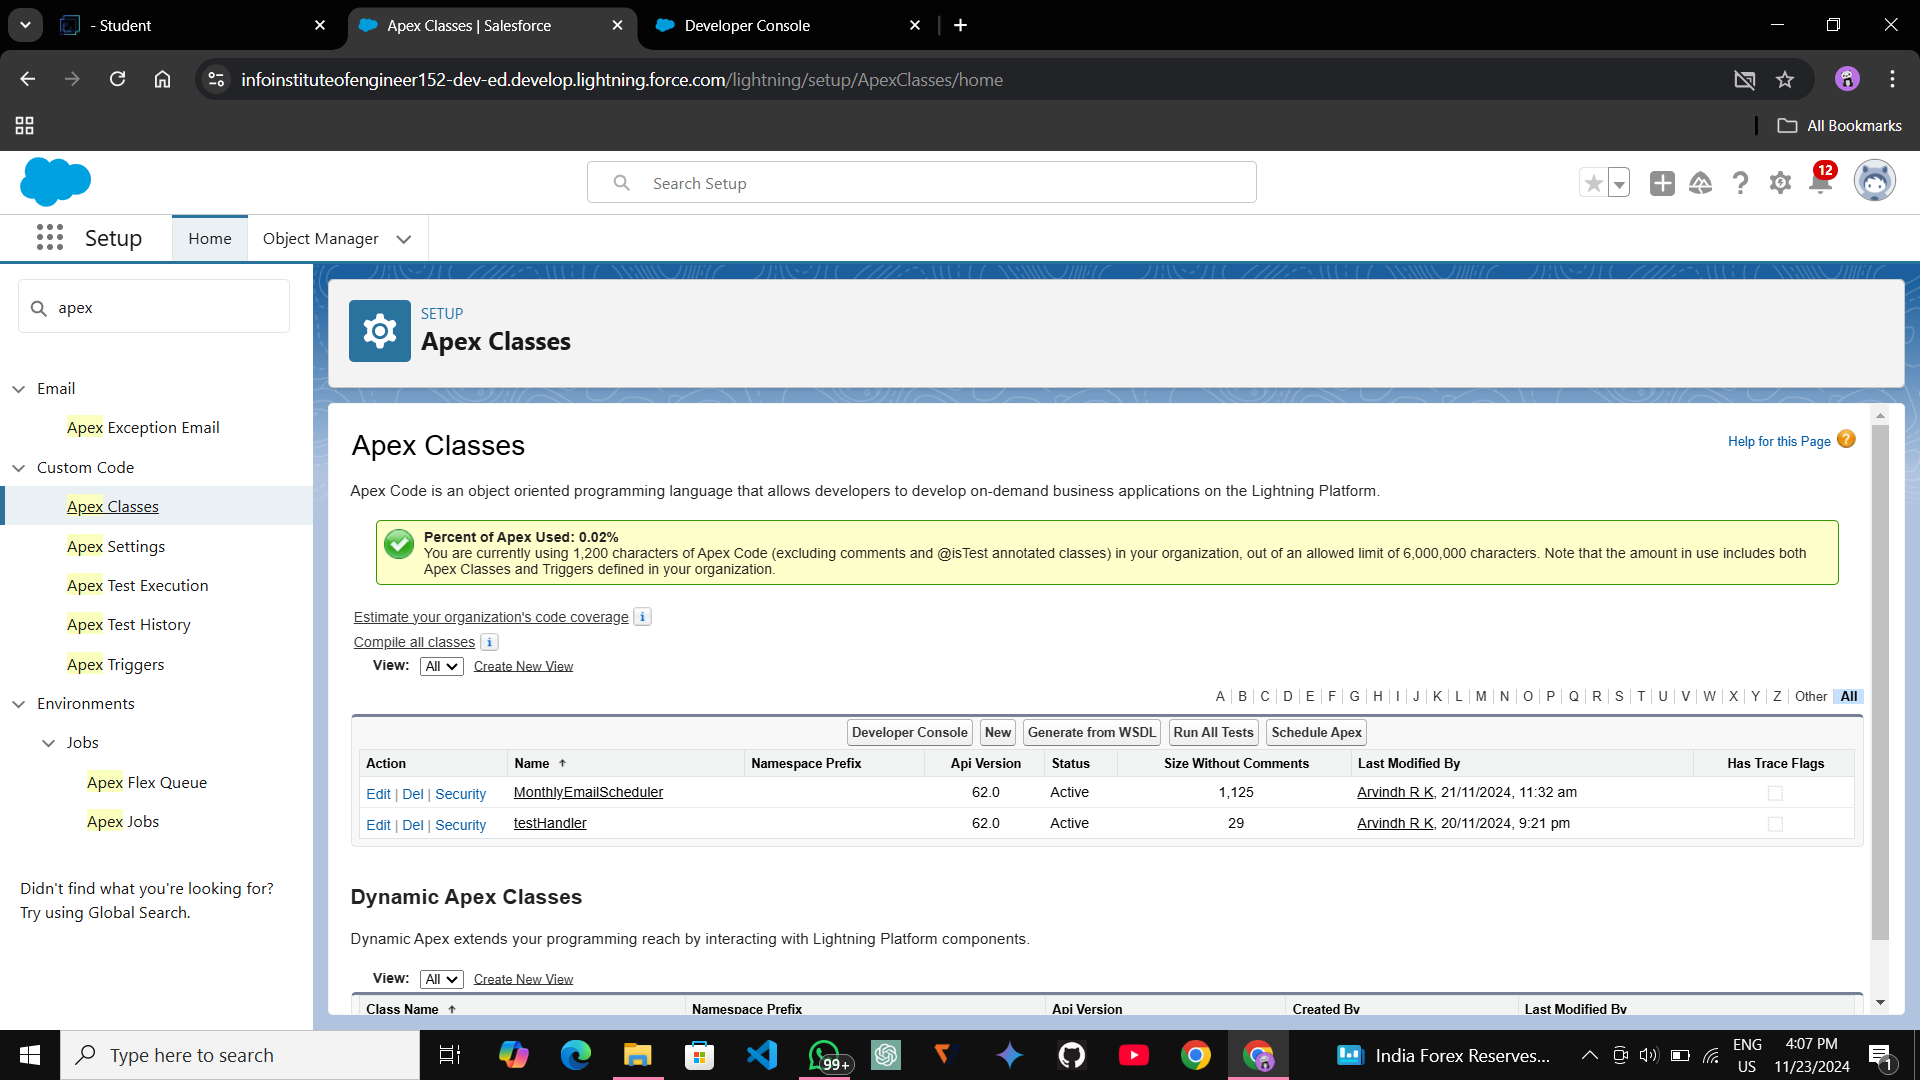 - Student
Apex Classes | Salesforce
Developer Console
infoinstituteofengineer152-dev-ed.develop.lightning.force.com/lightning/setup/ApexClasses/home
All Bookmarks
Search Setup
12
Setup
Home
Object Manager
apex
Email
Apex Exception Email
Custom Code
Apex Classes
Apex Settings
Apex Test Execution
Apex Test History
Apex Triggers
Environments
Jobs
Apex Flex Queue
Apex Jobs
Didn't find what you're looking for?
Try using Global Search.
SETUP
Apex Classes
Apex Classes
Help for this Page ?
Apex Code is an object oriented programming language that allows developers to develop on-demand business applications on the Lightning Platform.
Percent of Apex Used: 0.02%
You are currently using 1,200 characters of Apex Code (excluding comments and @isTest annotated classes) in your organization, out of an allowed limit of 6,000,000 characters. Note that the amount in use includes both
Apex Classes and Triggers defined in your organization.
Estimate your organization's code coverage i
Compile all classes i
View: All Create New View
A | B | C | D | E | F | G | H | I | J | K | L | M | N | O | P | Q | R | S | T | U | V | W | X | Y | Z | Other All
Developer Console New Generate from WSDL Run All Tests Schedule Apex
Action Name Namespace Prefix Api Version Status Size Without Comments Last Modified By Has Trace Flags
Edit | Del | Security MonthlyEmailScheduler 62.0 Active 1,125 Arvindh R K, 21/11/2024, 11:32 am
Edit | Del | Security testHandler 62.0 Active 29 Arvindh R K, 20/11/2024, 9:21 pm
Dynamic Apex Classes
Dynamic Apex extends your programming reach by interacting with Lightning Platform components.
View: All Create New View
Class Name Namespace Prefix Api Version Created By Last Modified By
Type here to search
99+
India Forex Reserves...
ENG
US
4:07 PM
11/23/2024
1